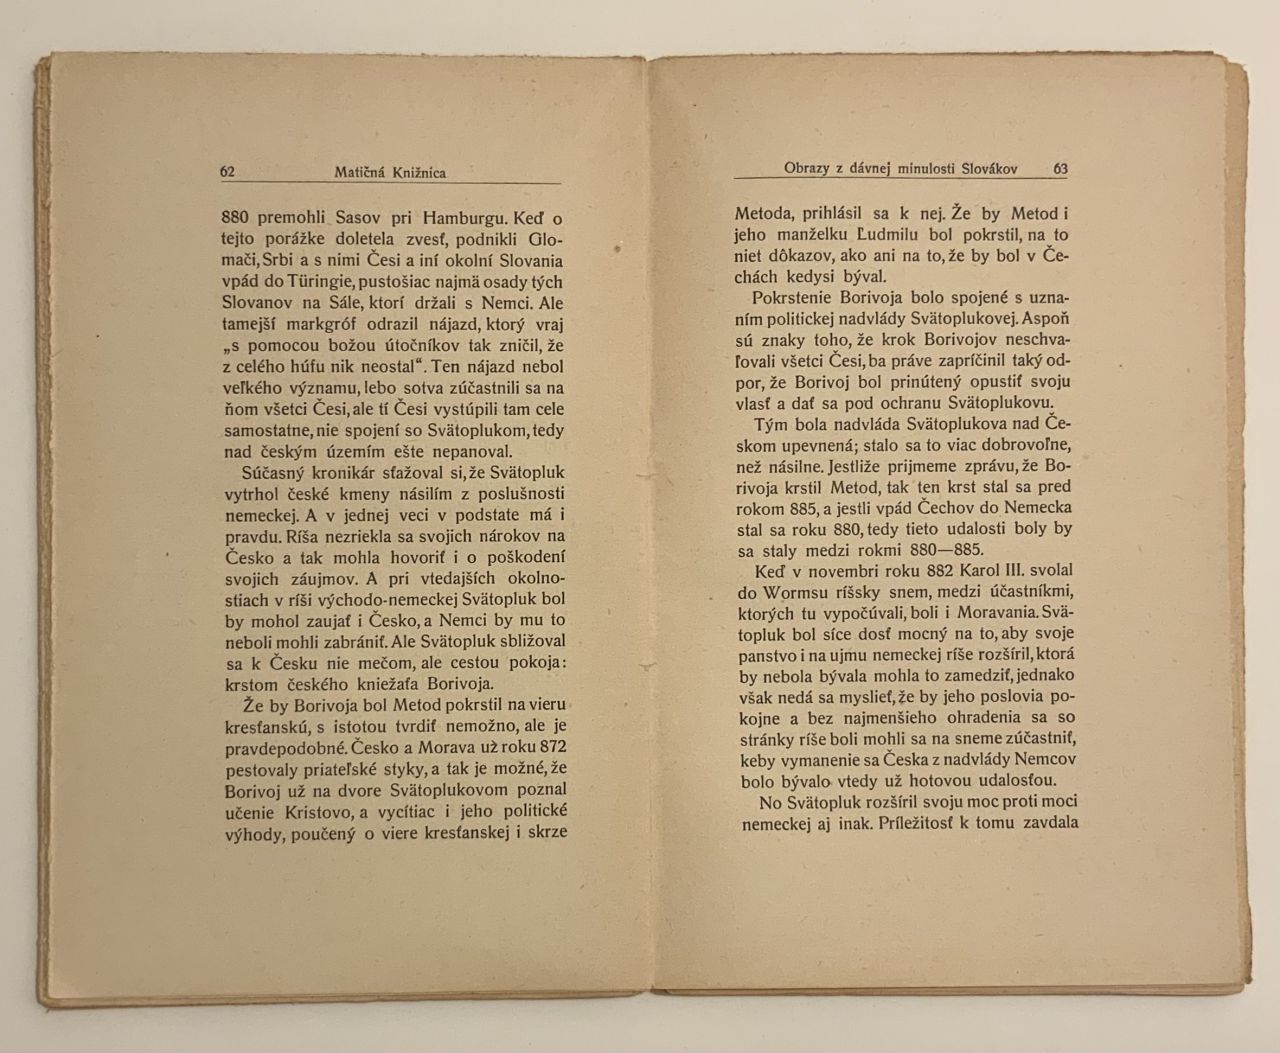 62 Matičná Knižnica
880 premohli Sasov pri Hamburgu. Keď o
tejto porážke doletela zvesť, podnikli Glo-
mači, Srbi a s nimi Česi a iní okolní Slovania
vpád do Türingie, pustošiac najmä osady tých
Slovanov na Sále, ktorí držali s Nemci. Ale
tamejší markgróf odrazil nájazd, ktorý vraj
„s pomocou božou útočníkov tak zničil, že
z celého húfu nik neostal“. Ten nájazd nebol
veľkého významu, lebo sotva zúčastnili sa na
ňom všetci Česi, ale tí Česi vystúpili tam cele
samostatne, nie spojení so Svätoplukom, tedy
nad českým územím ešte nepanoval.
Súčasný kronikár sťažoval si, že Svätopluk
vytrhol české kmeny násilím z poslušnosti
nemeckej. A v jednej veci v podstate má i
pravdu. Ríša nezriekla sa svojich nárokov na
Česko a tak mohla hovoriť i o poškodení
svojich záujmov. A pri vtedajších okolno-
stiach v ríši východo-nemeckej Svätopluk bol
by mohol zaujať i Česko, a Nemci by mu to
neboli mohli zabrániť. Ale Svätopluk sbližoval
sa k Česku nie mečom, ale cestou pokoja:
krstom českého kniežaťa Borivoja.
Že by Borivoja bol Metod pokrstil na vieru
kresťanskú, s istotou tvrdiť nemožno, ale je
pravdepodobné. Česko a Morava už roku 872
pestovaly priateľské styky, a tak je možné, že
Borivoj už na dvore Svätoplukovom poznal
učenie Kristovo, a vycítiac i jeho politické
výhody, poučený o viere kresťanskej i skrze
Obrazy z dávnej minulosti Slovákov 63
Metoda, prihlásil sa k nej. Že by Metod i
jeho manželku Ľudmilu bol pokrstil, na to
niet dôkazov, ako ani na to, že by bol v Če-
chách kedysi býval.
Pokrstenie Borivoja bolo spojené s uzna-
ním politickej nadvlády Svätoplukovej. Aspoň
sú znaky toho, že krok Borivojov neschva-
ľovali všetci Česi, ba práve zapríčinil taký od-
por, že Borivoj bol prinútený opustiť svoju
vlasť a dať sa pod ochranu Svätoplukovu.
Tým bola nadvláda Svätoplukova nad Če-
skom upevnená; stalo sa to viac dobrovoľne,
než násilne. Jestliže prijmeme zprávu, že Bo-
rivoja krstil Metod, tak ten krst stal sa pred
rokom 885, a jestli vpád Čechov do Nemecka
stal sa roku 880, tedy tieto udalosti boly by
sa staly medzi rokmi 880—885.
Keď v novembri roku 882 Karol III. svolal
do Wormsu ríšsky snem, medzi účastníkmi,
ktorých tu vypočúvali, boli i Moravania. Svä-
topluk bol síce dosť mocný na to, aby svoje
panstvo i na ujmu nemeckej ríše rozšíril, ktorá
by nebola bývala mohla to zamedziť, jednako
však nedá sa myslieť, že by jeho poslovia po-
kojne a bez najmenšieho ohradenia sa so
stránky ríše boli mohli sa na sneme zúčastniť,
keby vymanenie sa Česka z nadvlády Nemcov
bolo bývalo vtedy už hotovou udalosťou.
No Svätopluk rozšíril svoju moc proti moci
nemeckej aj inak. Príležitosť k tomu zavdala